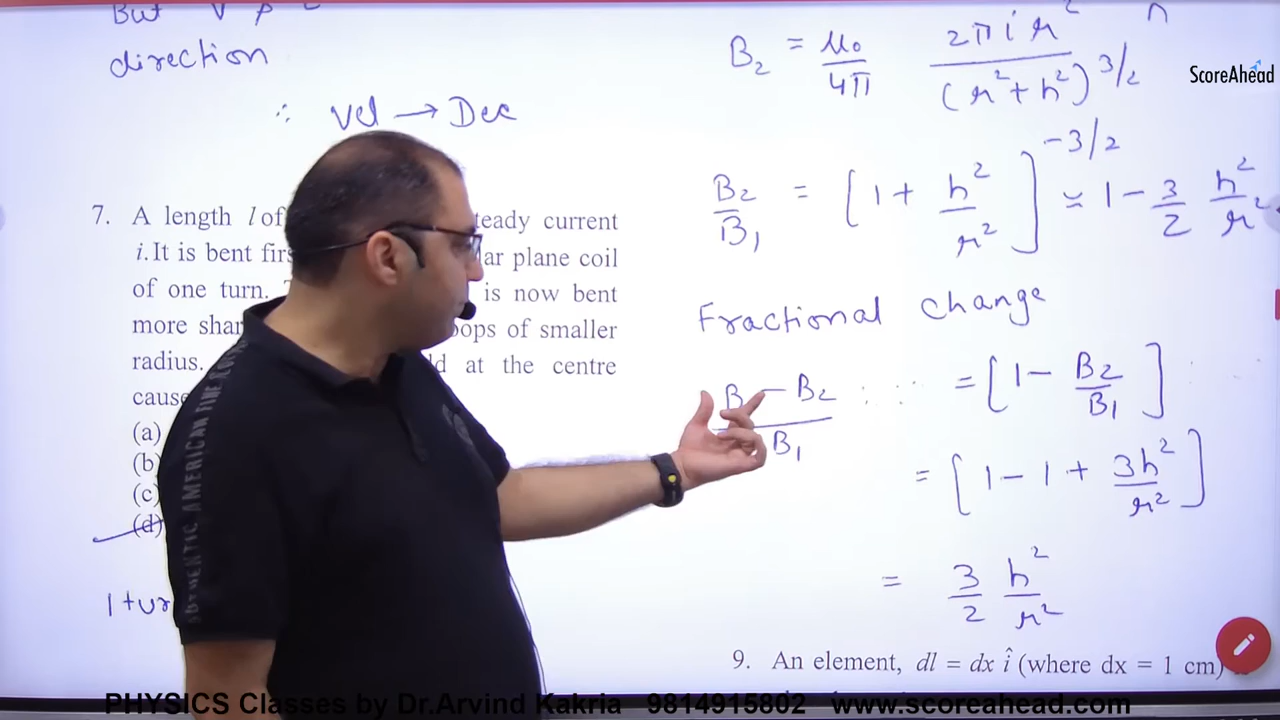 But
direction
∴ Vel → Dec
7. A length l of steady current
i.It is bent first ar plane coil
of one turn. is now bent
more shar oops of smaller
radius. d at the centre
cause
(a)
(b)
(c)
(d)
1 turn
B₂ = μ₀/4π 2πir²/(r²+h²)^3/2
ScoreAhead
B₂/B₁ = [1 + h²/r²]^-3/2 ≃ 1 - 3/2 h²/r²
Fractional change
B₁ - B₂/B₁ = [1 - B₂/B₁]
= [1 - 1 + 3h²/r²]
= 3/2 h²/r²
9. An element, dl = dx î (where dx = 1 cm)
PHYSICS Classes by Dr.Arvind Kakria 9814915802 www.scoreahead.com